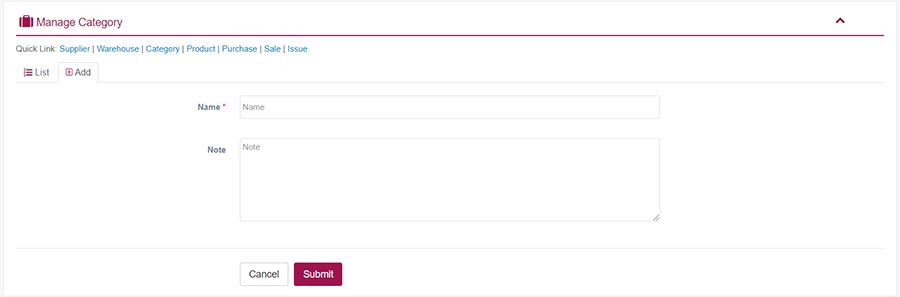 Manage Category
Quick Link: Supplier | Warehouse | Category | Product | Purchase | Sale | Issue
List Add
Name * Name
Note Note
Cancel Submit